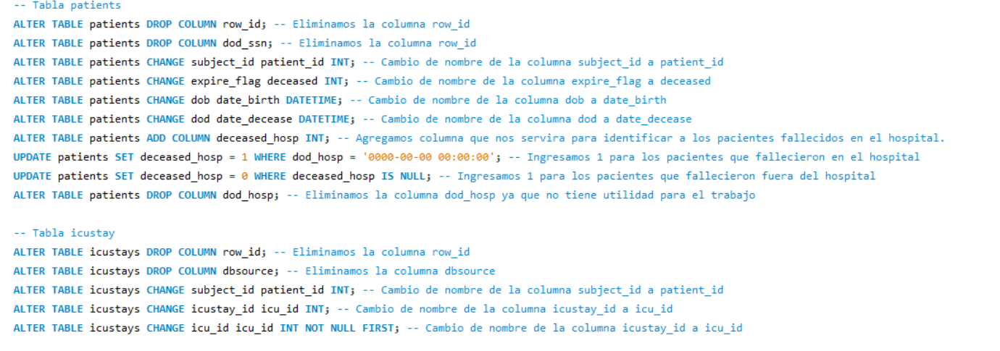 -- Tabla patients
ALTER TABLE patients DROP COLUMN row_id; -- Eliminamos la columna row_id
ALTER TABLE patients DROP COLUMN dod_ssn; -- Eliminamos la columna row_id
ALTER TABLE patients CHANGE subject_id patient_id INT; -- Cambio de nombre de la columna subject_id a patient_id
ALTER TABLE patients CHANGE expire_flag deceased INT; -- Cambio de nombre de la columna expire_flag a deceased
ALTER TABLE patients CHANGE dob date_birth DATETIME; -- Cambio de nombre de la columna dob a date_birth
ALTER TABLE patients CHANGE dod date_decease DATETIME; -- Cambio de nombre de la columna dod a date_decease
ALTER TABLE patients ADD COLUMN deceased_hosp INT; -- Agregamos columna que nos servira para identificar a los pacientes fallecidos en el hospital.
UPDATE patients SET deceased_hosp = 1 WHERE dod_hosp = '0000-00-00 00:00:00'; -- Ingresamos 1 para los pacientes que fallecieron en el hospital
UPDATE patients SET deceased_hosp = 0 WHERE deceased_hosp IS NULL; -- Ingresamos 1 para los pacientes que fallecieron fuera del hospital
ALTER TABLE patients DROP COLUMN dod_hosp; -- Eliminamos la columna dod_hosp ya que no tiene utilidad para el trabajo
-- Tabla icustay
ALTER TABLE icustays DROP COLUMN row_id; -- Eliminamos la columna row_id
ALTER TABLE icustays DROP COLUMN dbsource; -- Eliminamos la columna dbsource
ALTER TABLE icustays CHANGE subject_id patient_id INT; -- Cambio de nombre de la columna subject_id a patient_id
ALTER TABLE icustays CHANGE icustay_id icu_id INT; -- Cambio de nombre de la columna icustay_id a icu_id
ALTER TABLE icustays CHANGE icu_id icu_id INT NOT NULL FIRST; -- Cambio de nombre de la columna icustay_id a icu_id